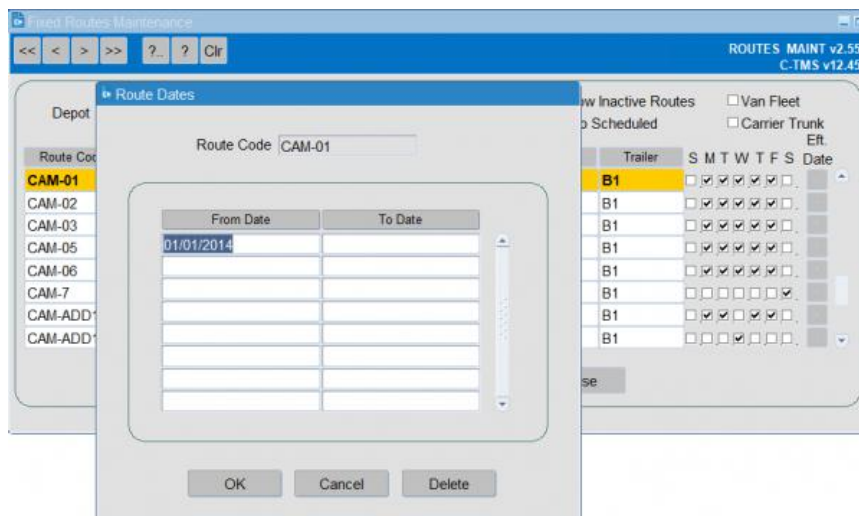 Fixed Routes Maintenance
<< < > >> ?.. ? Clr
ROUTES MAINT v2.55
C-TMS v12.45
Route Dates
Depot
Inactive Routes
Van Fleet
Scheduled
Carrier Trunk
Route Code CAM-01
Eft.
Trailer S M T W T F S Date
From Date To Date
01/01/2014
CAM-01 B1
CAM-02 B1
CAM-03 B1
CAM-05 B1
CAM-06 B1
CAM-7 B1
CAM-ADD B1
CAM-ADD B1
OK Cancel Delete